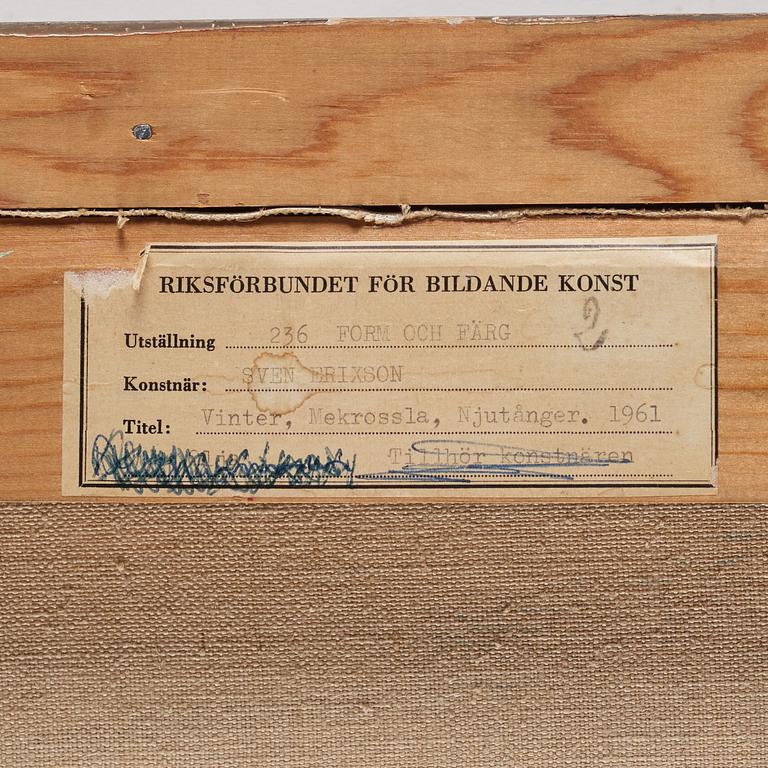 RIKSFÖRBUNDET FÖR BILDANDE KONST
Utställning 236 FORM OCH FÄRG 2
Konstnär: SVEN ERIXSON
Titel: Vinter, Mekrossla, Njutånger. 1961
Tillhör konstnären